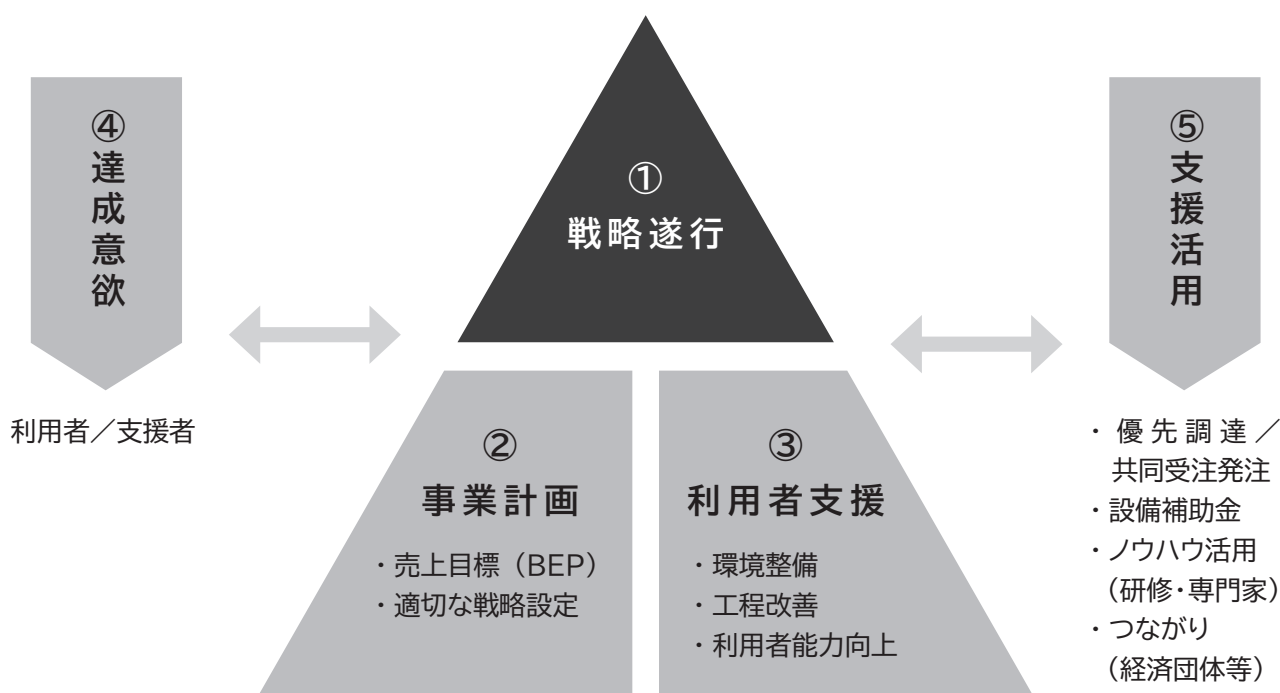 ④
達成意欲
利用者／支援者
①
戦略遂行
②
事業計画
・売上目標（BEP）
・適切な戦略設定
③
利用者支援
・環境整備
・工程改善
・利用者能力向上
⑤
支援活用
・優先調達／
共同受注発注
・設備補助金
・ノウハウ活用
（研修・専門家）
・つながり
（経済団体等）